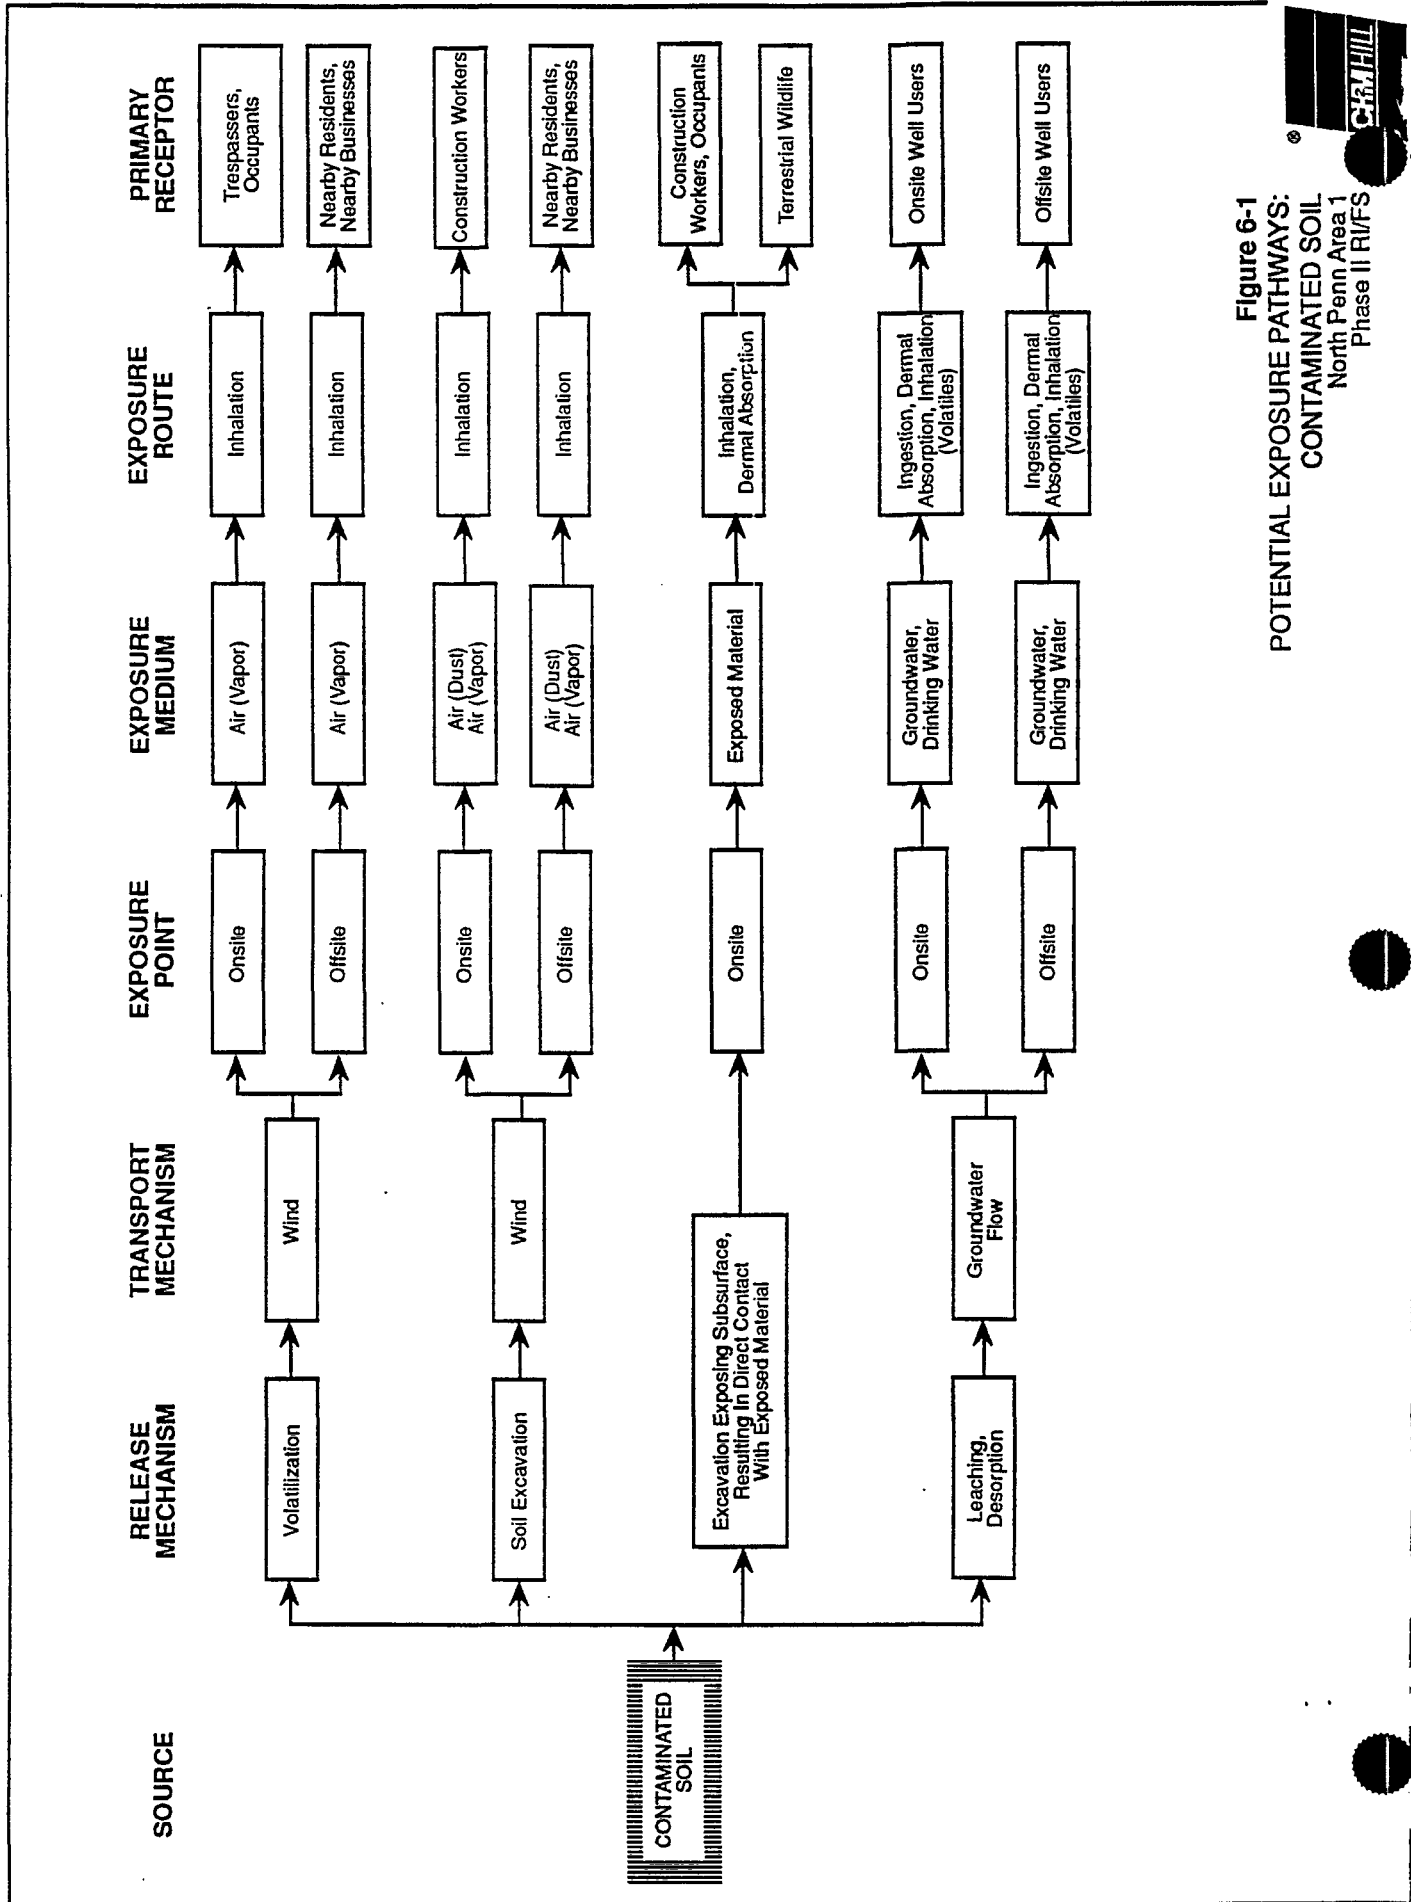 SOURCE
RELEASE
MECHANISM
TRANSPORT
MECHANISM
EXPOSURE
POINT
EXPOSURE
MEDIUM
EXPOSURE
ROUTE
PRIMARY
RECEPTOR
CONTAMINATED
SOIL
Volatilization
Wind
Onsite
Air (Vapor)
Inhalation
Trespassers,
Occupants
Offsite
Air (Vapor)
Inhalation
Nearby Residents,
Nearby Businesses
Soil Excavation
Wind
Onsite
Air (Dust)
Air (Vapor)
Inhalation
Construction Workers
Offsite
Air (Dust)
Air (Vapor)
Inhalation
Nearby Residents,
Nearby Businesses
Excavation Exposing Subsurface,
Resulting In Direct Contact
With Exposed Material
Onsite
Exposed Material
Inhalation,
Dermal Absorption
Construction
Workers, Occupants
Terrestrial Wildlife
Leaching,
Desorption
Groundwater
Flow
Onsite
Groundwater,
Drinking Water
Ingestion, Dermal
Absorption, Inhalation
(Volatiles)
Onsite Well Users
Offsite
Groundwater,
Drinking Water
Ingestion, Dermal
Absorption, Inhalation
(Volatiles)
Offsite Well Users
Figure 6-1
POTENTIAL EXPOSURE PATHWAYS:
CONTAMINATED SOIL
North Penn Area 1
Phase II RI/FS
CH2M HILL
®